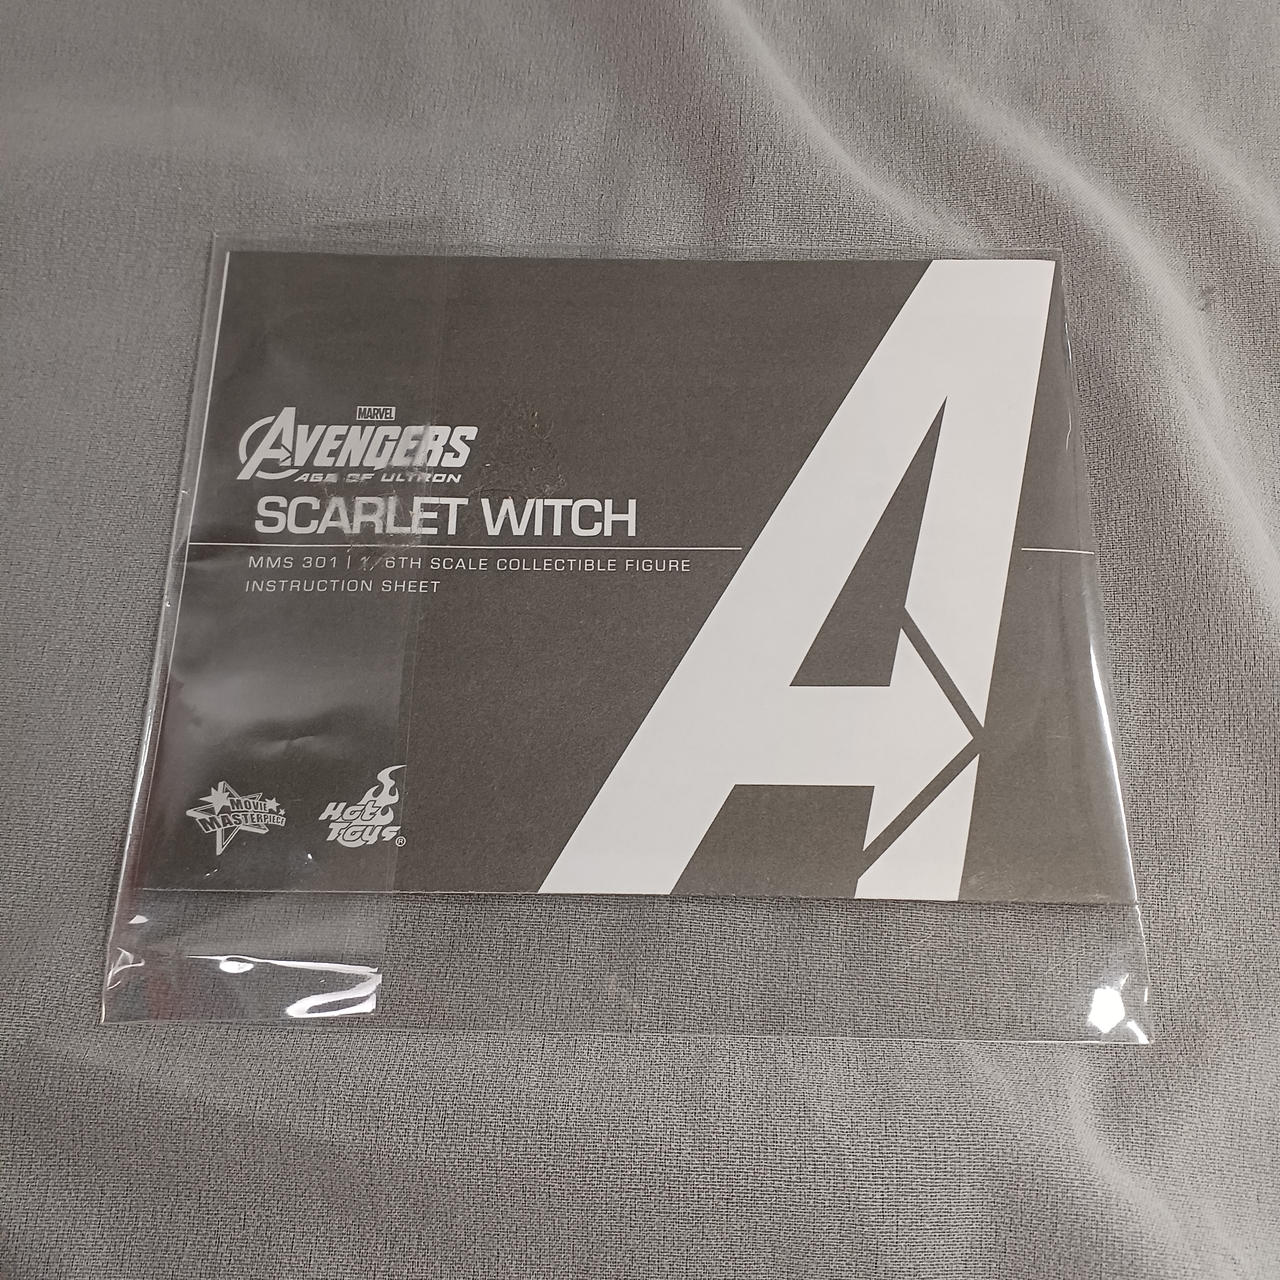 MARVEL
AVENGERS
AGE OF ULTRON
SCARLET WITCH
MMS 301 | 1/6TH SCALE COLLECTIBLE FIGURE
INSTRUCTION SHEET
MOVIE
MASTERPIECE
Hot
Toys®